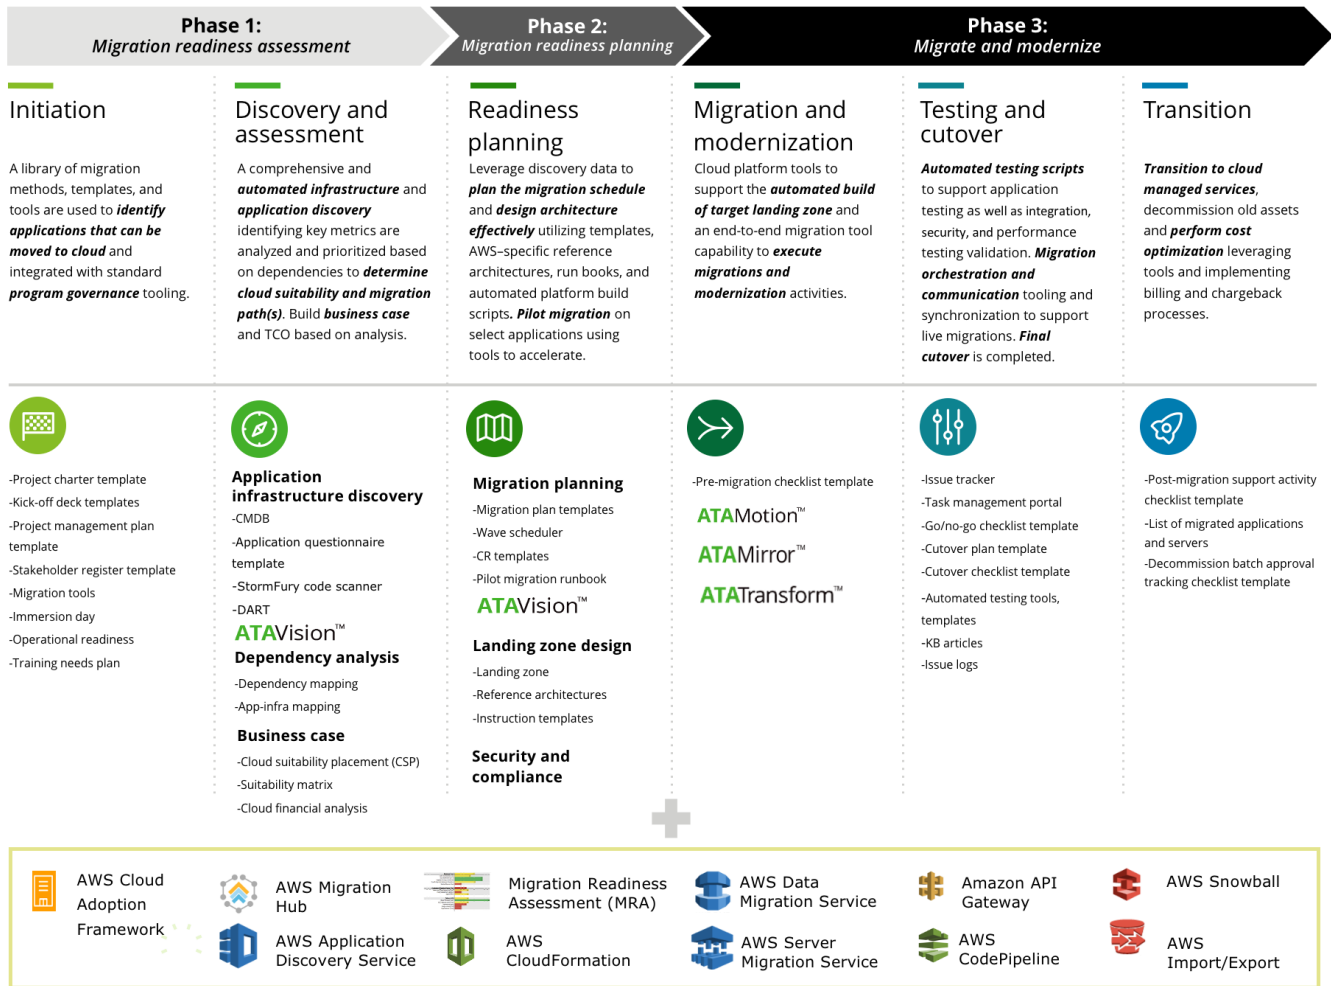 Phase 1:
Migration readiness assessment
Phase 2:
Migration readiness planning
Phase 3:
Migrate and modernize
Initiation
A library of migration
methods, templates, and
tools are used to identify
applications that can be
moved to cloud and
integrated with standard
program governance tooling.
Discovery and
assessment
A comprehensive and
automated infrastructure and
application discovery
identifying key metrics are
analyzed and prioritized based
on dependencies to determine
cloud suitability and migration
path(s). Build business case
and TCO based on analysis.
Readiness
planning
Leverage discovery data to
plan the migration schedule
and design architecture
effectively utilizing templates,
AWS–specific reference
architectures, run books, and
automated platform build
scripts. Pilot migration on
select applications using
tools to accelerate.
Migration and
modernization
Cloud platform tools to
support the automated build
of target landing zone and
an end-to-end migration tool
capability to execute
migrations and
modernization activities.
Testing and
cutover
Automated testing scripts
to support application
testing as well as integration,
security, and performance
testing validation. Migration
orchestration and
communication tooling and
synchronization to support
live migrations. Final
cutover is completed.
Transition
Transition to cloud
managed services,
decommission old assets
and perform cost
optimization leveraging
tools and implementing
billing and chargeback
processes.
-Project charter template
-Kick-off deck templates
-Project management plan
template
-Stakeholder register template
-Migration tools
-Immersion day
-Operational readiness
-Training needs plan
Application
infrastructure discovery
-CMDB
-Application questionnaire
template
-StormFury code scanner
-DART
ATAVision™
Dependency analysis
-Dependency mapping
-App-infra mapping
Business case
-Cloud suitability placement (CSP)
-Suitability matrix
-Cloud financial analysis
Migration planning
-Migration plan templates
-Wave scheduler
-CR templates
-Pilot migration runbook
ATAVision™
Landing zone design
-Landing zone
-Reference architectures
-Instruction templates
Security and
compliance
-Pre-migration checklist template
ATAMotion™
ATAMirror™
ATATransform™
-Issue tracker
-Task management portal
-Go/no-go checklist template
-Cutover plan template
-Cutover checklist template
-Automated testing tools,
templates
-KB articles
-Issue logs
-Post-migration support activity
checklist template
-List of migrated applications
and servers
-Decommission batch approval
tracking checklist template
AWS Cloud
Adoption
Framework
AWS Migration
Hub
AWS Application
Discovery Service
Migration Readiness
Assessment (MRA)
AWS
CloudFormation
AWS Data
Migration Service
AWS Server
Migration Service
Amazon API
Gateway
AWS
CodePipeline
AWS Snowball
AWS
Import/Export